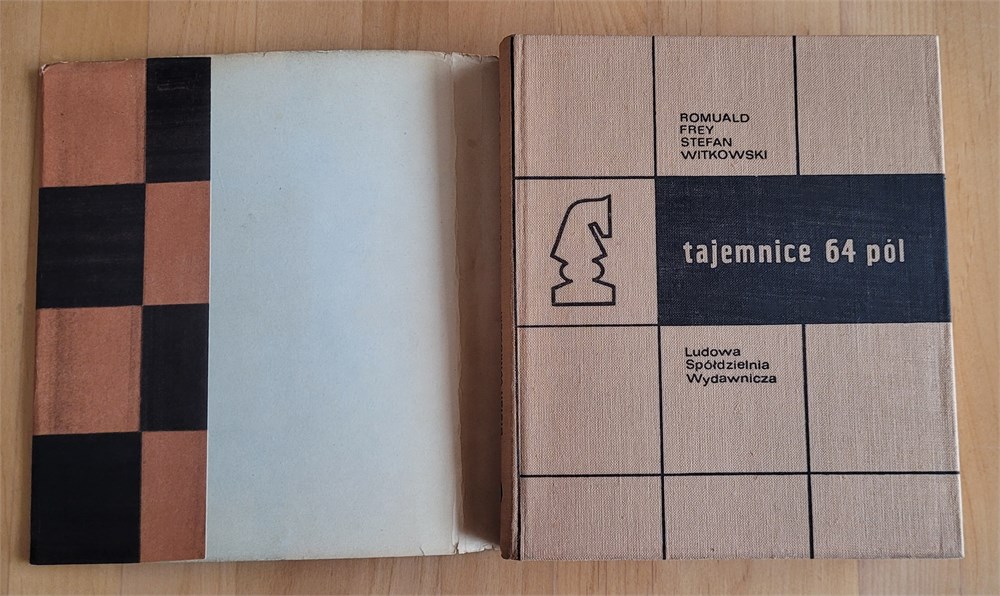 ROMUALD
FREY
STEFAN
WITKOWSKI
tajemnice 64 pól
Ludowa
Spółdzielnia
Wydawnicza